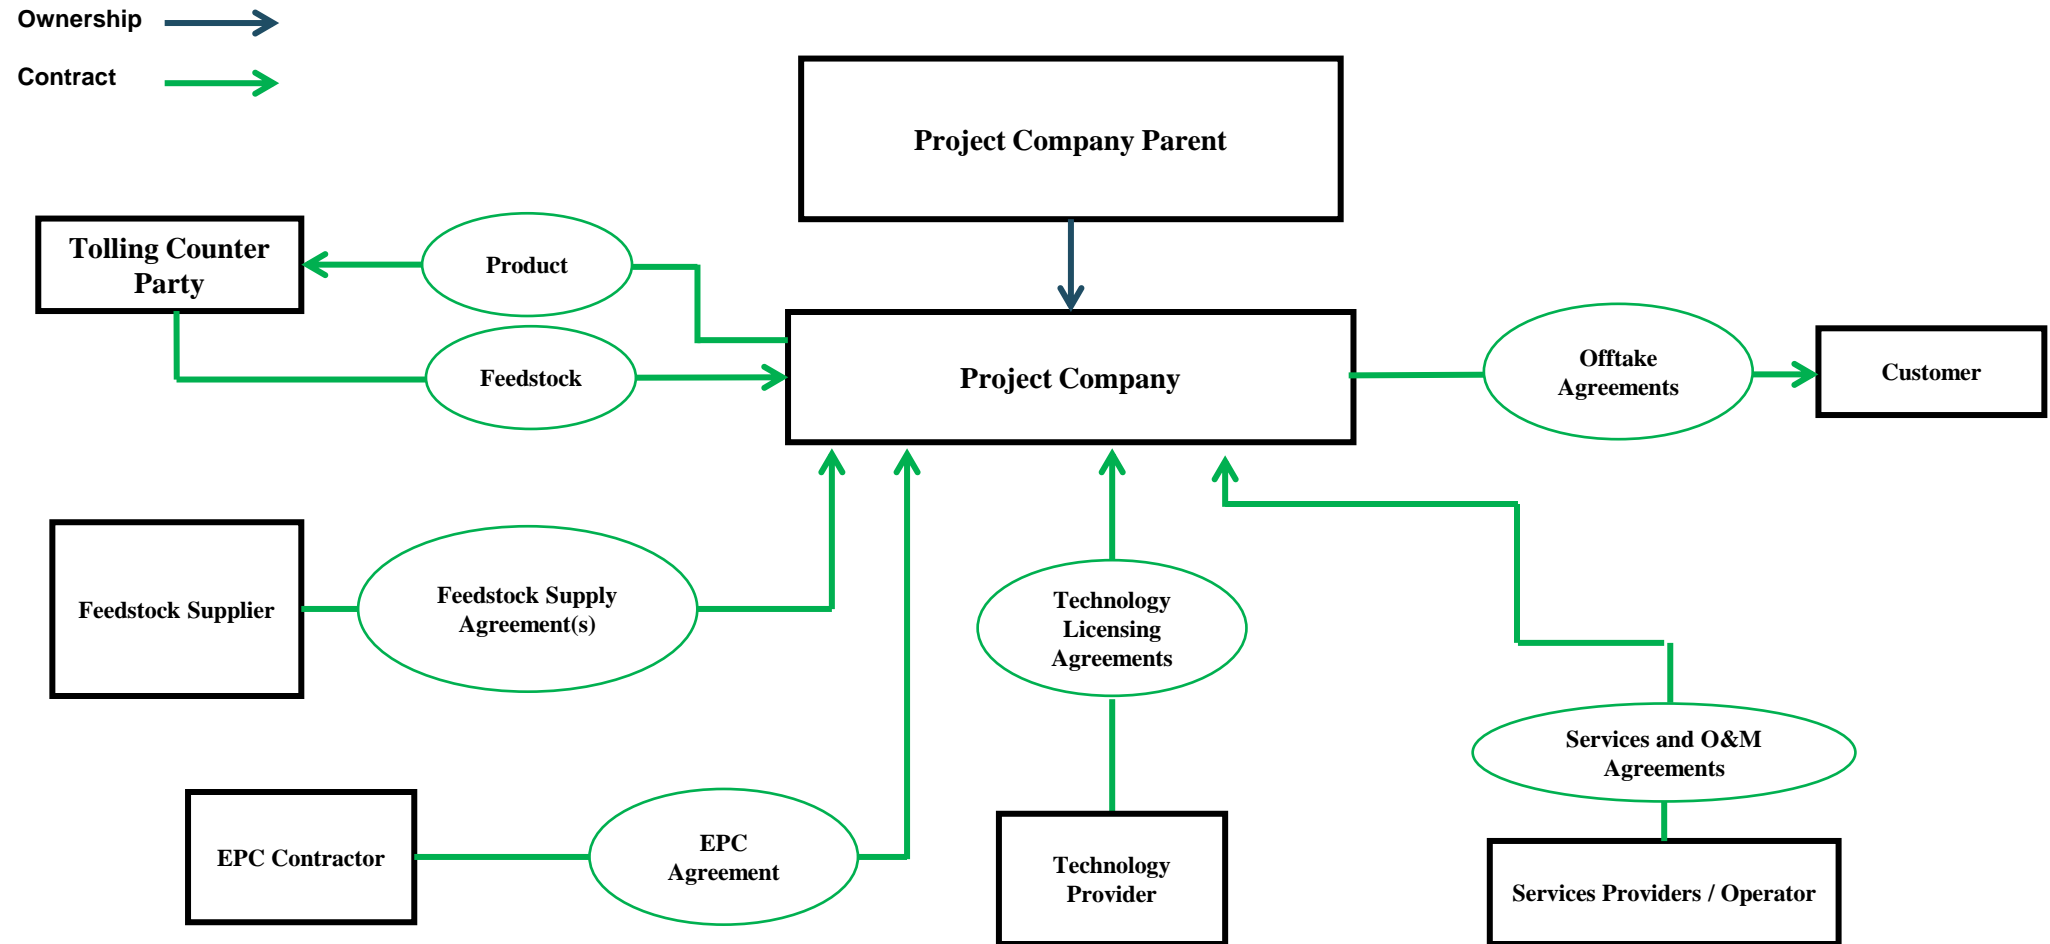 Ownership
Contract
Project Company Parent
Tolling Counter
Party
Product
Feedstock
Project Company
Offtake
Agreements
Customer
Feedstock Supplier
Feedstock Supply
Agreement(s)
Technology
Licensing
Agreements
Services and O&M
Agreements
EPC Contractor
EPC
Agreement
Technology
Provider
Services Providers / Operator